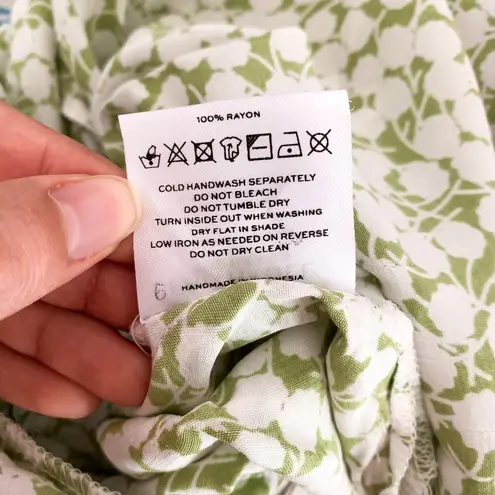 100% RAYON
COLD HANDWASH SEPARATELY
DO NOT BLEACH
DO NOT TUMBLE DRY
TURN INSIDE OUT WHEN WASHING
DRY FLAT IN SHADE
LOW IRON AS NEEDED ON REVERSE
DO NOT DRY CLEAN
6 HANDMADE IN INDONESIA